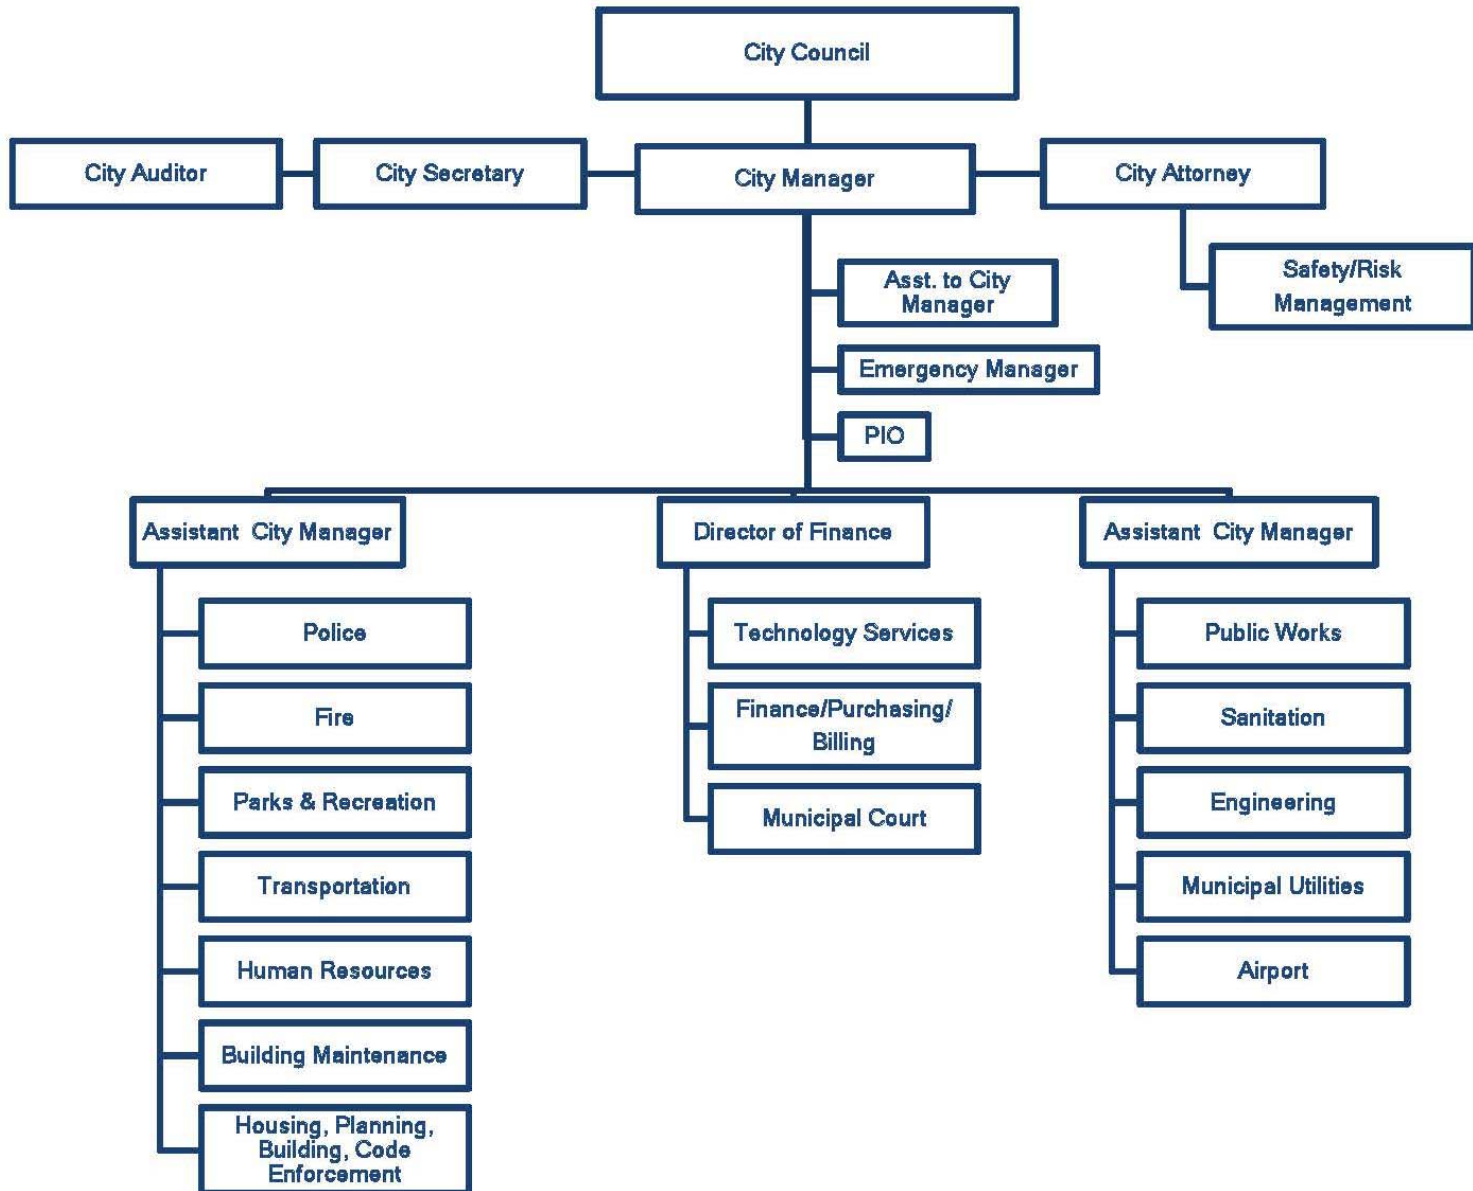 City Council
City Auditor
City Secretary
City Manager
City Attorney
Asst. to City
Manager
Safety/Risk
Management
Emergency Manager
PIO
Assistant City Manager
Director of Finance
Assistant City Manager
Police
Fire
Parks & Recreation
Transportation
Human Resources
Building Maintenance
Housing, Planning,
Building, Code
Enforcement
Technology Services
Finance/Purchasing/
Billing
Municipal Court
Public Works
Sanitation
Engineering
Municipal Utilities
Airport